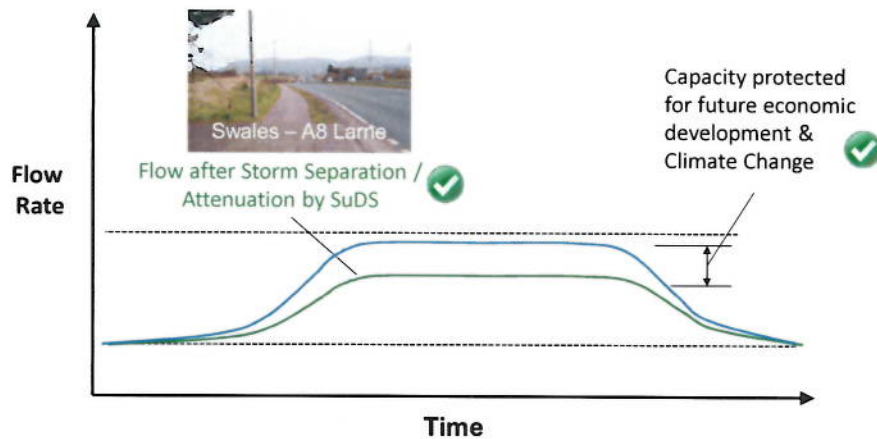 Swales – A8 Larne
Flow after Storm Separation /
Attenuation by SuDS
Capacity protected
for future economic
development &
Climate Change
Flow
Rate
Time